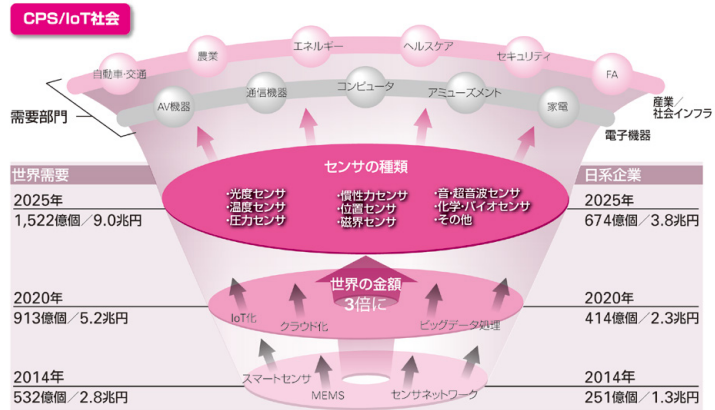 CPS/IoT社会
エネルギー
ヘルスケア
農業
セキュリティ
自動車・交通
FA
コンピュータ
通信機器
アミューズメント
AV機器
家電
産業／
社会インフラ
需要部門
電子機器
世界需要
センサの種類
日系企業
2025年
1,522億個／9.0兆円
・光度センサ
・温度センサ
・圧力センサ
・慣性力センサ
・位置センサ
・磁界センサ
・音・超音波センサ
・化学・バイオセンサ
・その他
2025年
674億個／3.8兆円
世界の金額
3倍に
2020年
913億個／5.2兆円
IoT化
クラウド化
ビッグデータ処理
2020年
414億個／2.3兆円
2014年
532億個／2.8兆円
スマートセンサ
MEMS
センサネットワーク
2014年
251億個／1.3兆円